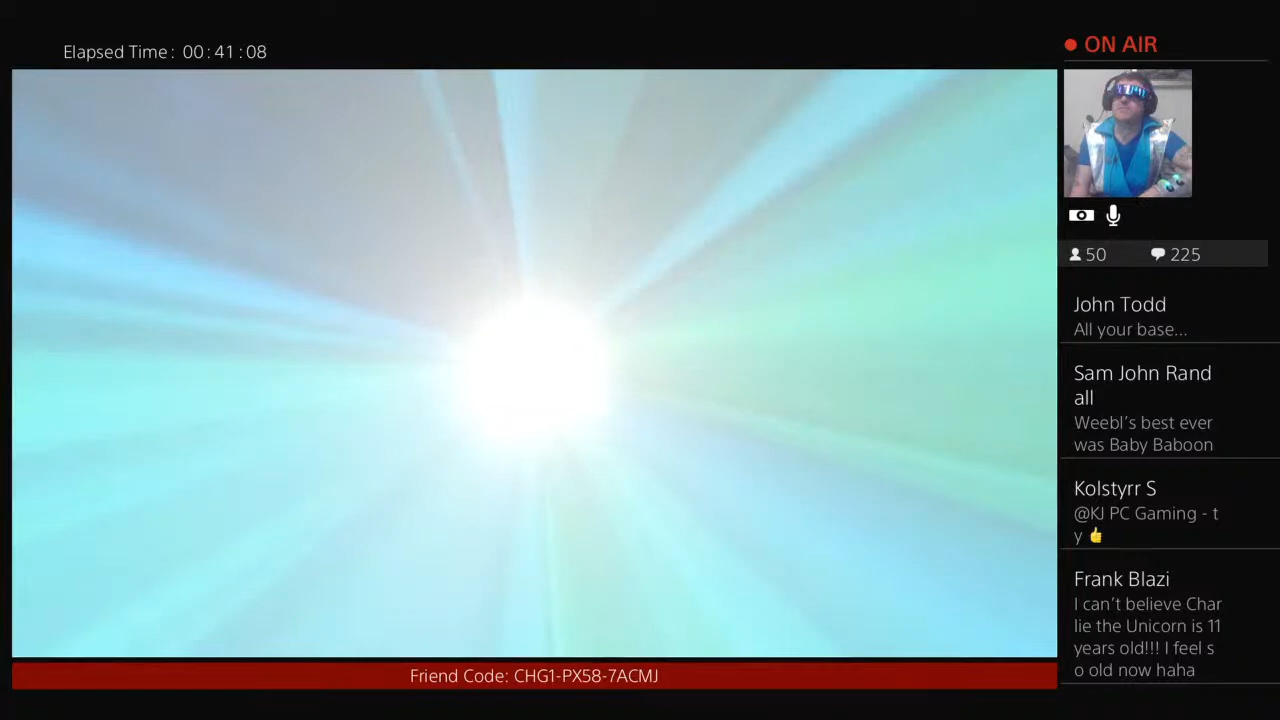 Elapsed Time: 00:41:08
ON AIR
50 225
John Todd
All your base...
Sam John Rand
all
Weebl's best ever
was Baby Baboon
Kolstyrr S
@KJ PC Gaming - t
y 👍
Frank Blazi
I can't believe Char
lie the Unicorn is 11
years old!!! I feel s
o old now haha
Friend Code: CHG1-PX58-7ACMJ